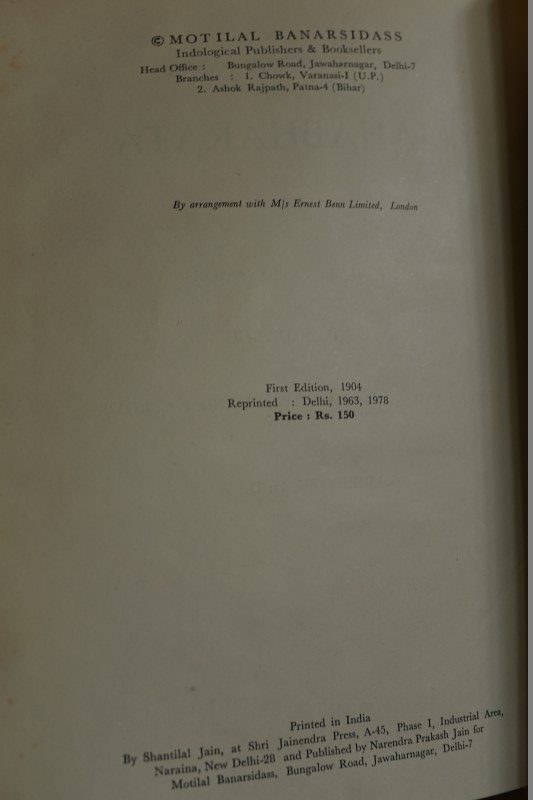 © MOTILAL BANARSIDASS
Indological Publishers & Booksellers
Head Office : Bungalow Road, Jawaharnagar, Delhi-7
Branches : 1. Chowk, Varanasi-1 (U.P.)
2. Ashok Rajpath, Patna-4 (Bihar)
By arrangement with M/s Ernest Benn Limited, London
First Edition, 1904
Reprinted : Delhi, 1963, 1978
Price : Rs. 150
Printed in India
By Shantilal Jain, at Shri Jainendra Press, A-45, Phase I, Industrial Area,
Naraina, New Delhi-28 and Published by Narendra Prakash Jain for
Motilal Banarsidass, Bungalow Road, Jawaharnagar, Delhi-7